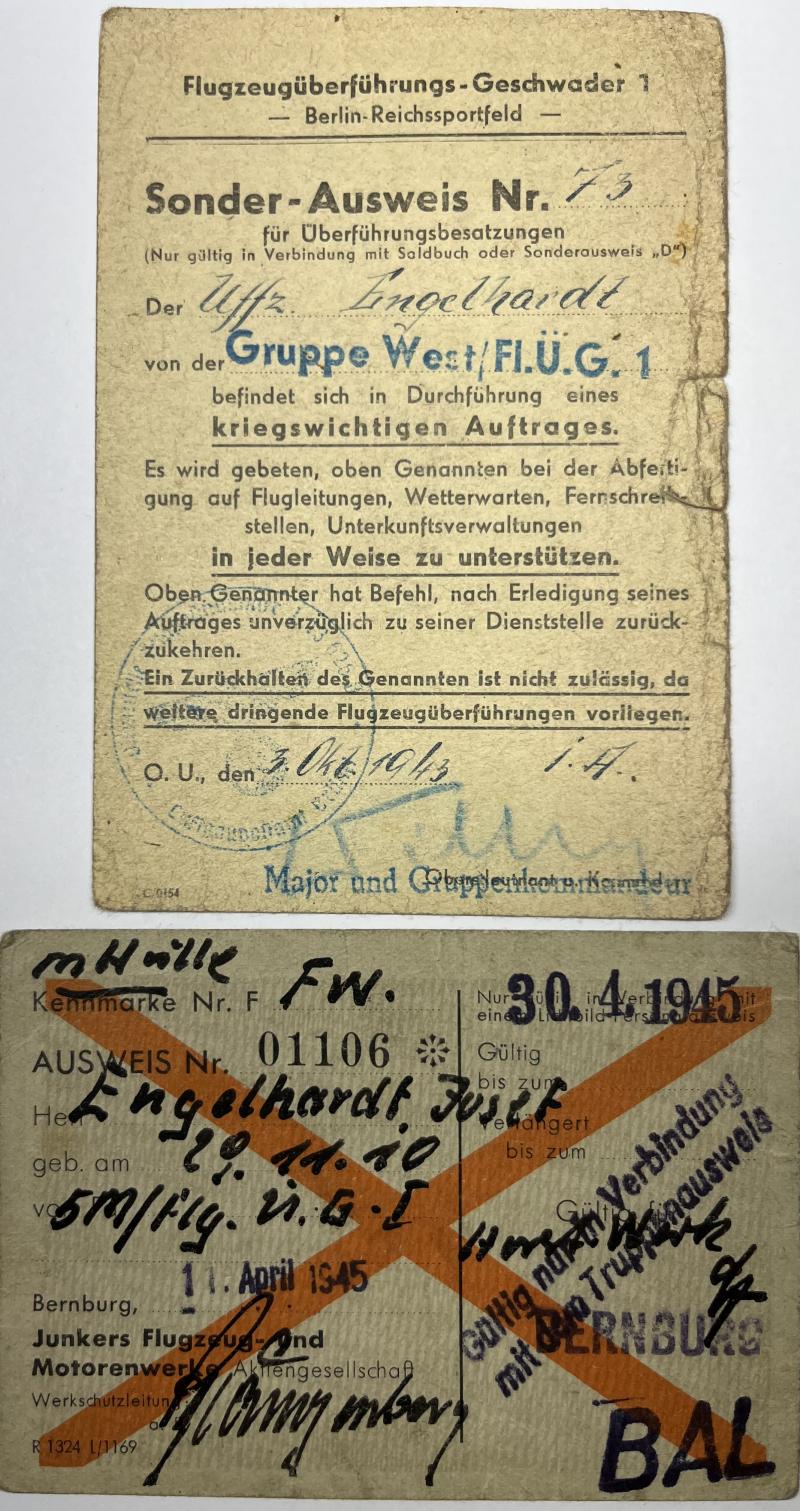 Flugzeugüberführungs-Geschwader 1
— Berlin-Reichssportfeld —
Sonder-Ausweis Nr. 73
für Überführungsbesatzungen
(Nur gültig in Verbindung mit Soldbuch oder Sonderausweis „D“)
Der Uffz. Engelhardt
von der Gruppe West/Fl.Ü.G. 1
befindet sich in Durchführung eines
kriegswichtigen Auftrages.
Es wird gebeten, oben Genannten bei der Abferti-
gung auf Flugleitungen, Wetterwarten, Fernschreib-
stellen, Unterkunftsverwaltungen
in jeder Weise zu unterstützen.
Oben Genannter hat Befehl, nach Erledigung seines
Auftrages unverzüglich zu seiner Dienststelle zurück-
zukehren.
Ein Zurückhalten des Genannten ist nicht zulässig, da
weitere dringende Flugzeugüberführungen vorliegen.
O. U., den 3. Okt. 1943 i. A.
Major und Gruppenkommandeur
C/0154
m Hülle
Kennmarke Nr. F Fw.
AUSWEIS Nr. 01106
Herr Engelhardt, Josef
geb. am 29.11.10
von 5M/Flg. Ü.G.I
11. April 1945
Bernburg,
Junkers Flugzeug- und
Motorenwerke Aktiengesellschaft
Werkschutzleitung
R 1324 L/1169
Nur gültig in Verbindung mit
einem Lichtbild-Personalausweis
30. 4. 1945
Gültig
bis zum
Verlängert
bis zum
Gültig für
Werk
Gültig nur in Verbindung
mit dem Truppenausweis
BERNBURG
BAL